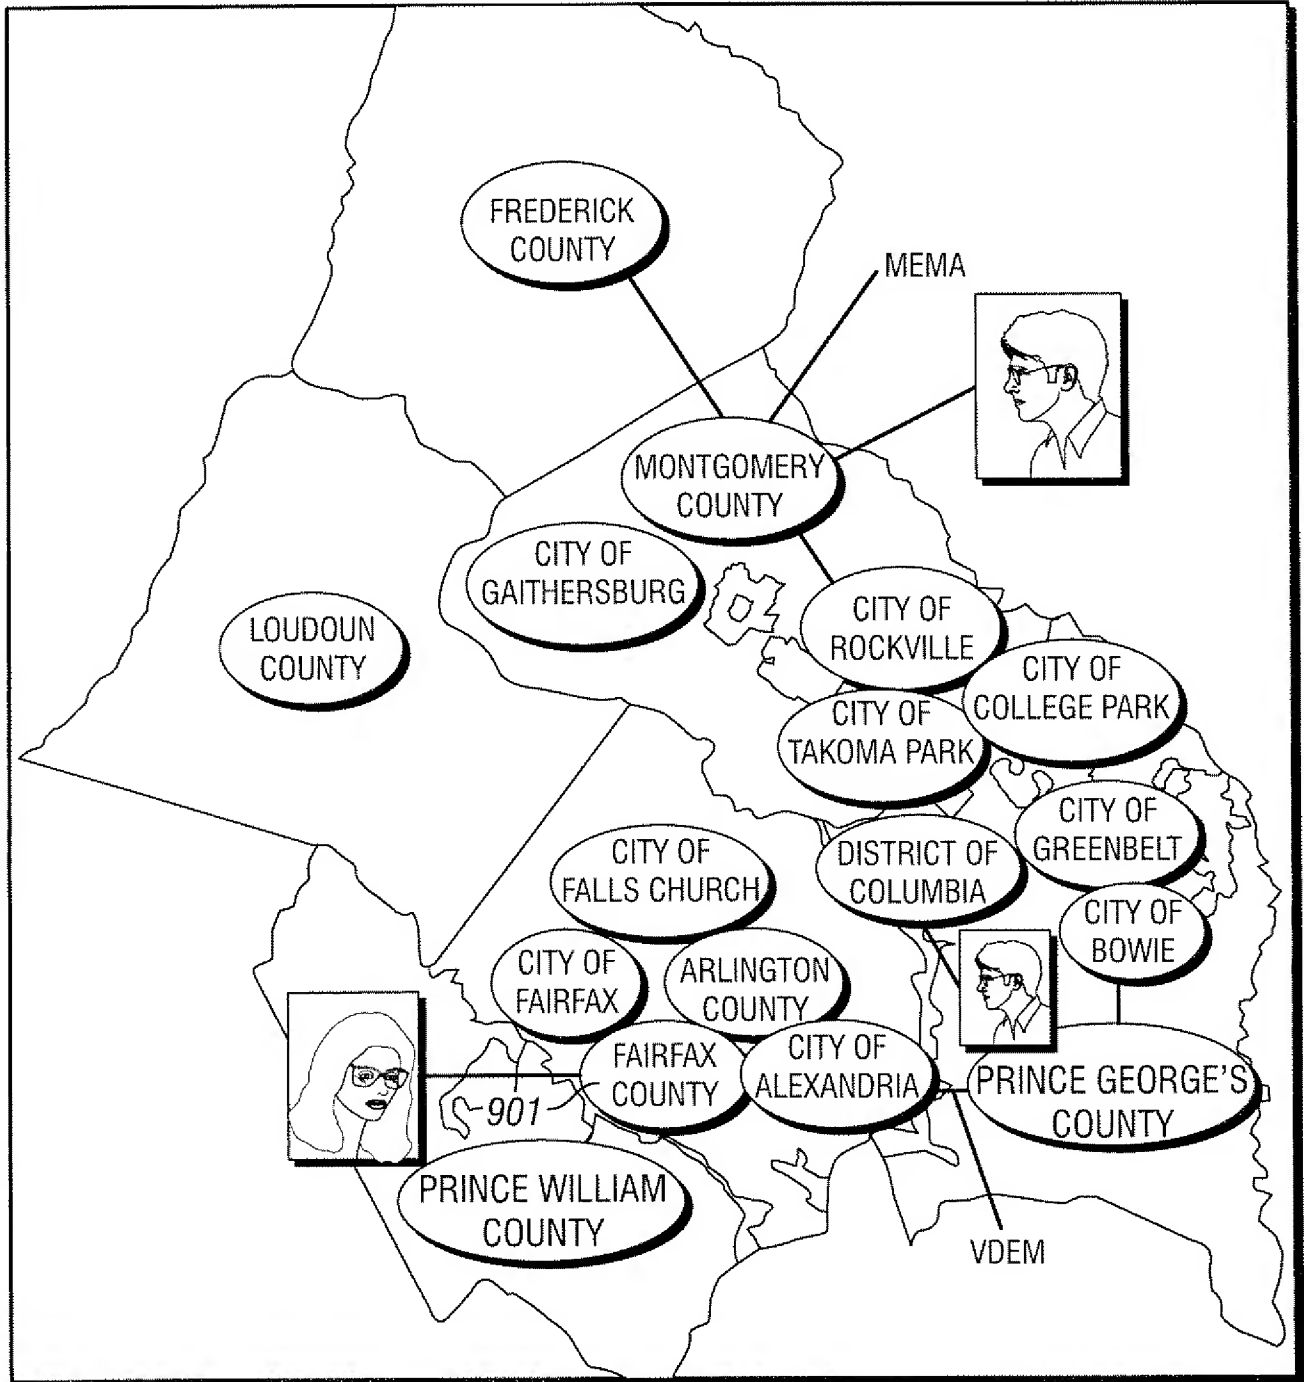 FREDERICK
COUNTY
MEMA
MONTGOMERY
COUNTY
CITY OF
GAITHERSBURG
CITY OF
ROCKVILLE
LOUDOUN
COUNTY
CITY OF
COLLEGE PARK
CITY OF
TAKOMA PARK
CITY OF
GREENBELT
CITY OF
FALLS CHURCH
DISTRICT OF
COLUMBIA
CITY OF
BOWIE
CITY OF
FAIRFAX
ARLINGTON
COUNTY
FAIRFAX
COUNTY
CITY OF
ALEXANDRIA
PRINCE GEORGE'S
COUNTY
901
PRINCE WILLIAM
COUNTY
VDEM